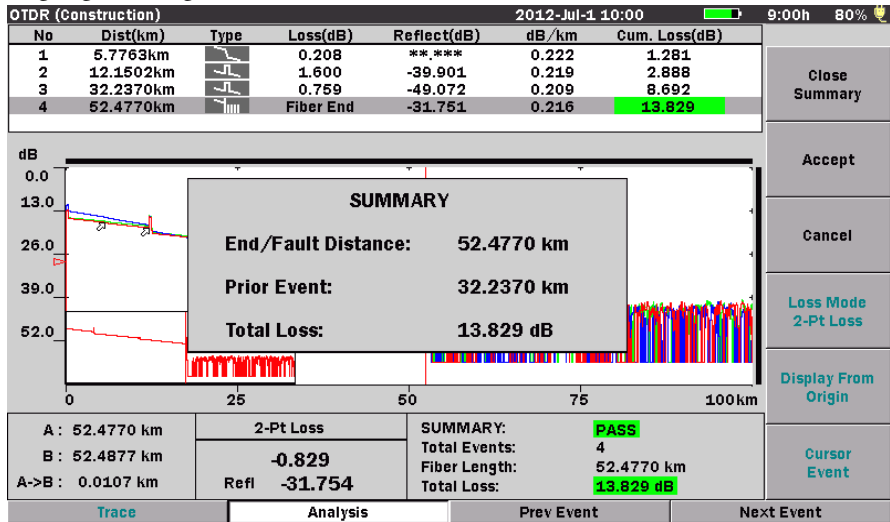 OTDR (Construction) 2012-Jul-1 10:00 9:00h 80%
No Dist(km) Type Loss(dB) Reflect(dB) dB/km Cum. Loss(dB)
1 5.7763km 0.208 **.*** 0.222 1.281
2 12.1502km 1.600 -39.901 0.219 2.888
3 32.2370km 0.759 -49.072 0.209 8.692
4 52.4770km Fiber End -31.751 0.216 13.829
Close
Summary
Accept
Cancel
Loss Mode
2-Pt Loss
Display From
Origin
Cursor
Event
dB
0.0
13.0
26.0
39.0
52.0
SUMMARY
End/Fault Distance: 52.4770 km
Prior Event: 32.2370 km
Total Loss: 13.829 dB
0 25 50 75 100km
A: 52.4770 km
B: 52.4877 km
A->B: 0.0107 km
2-Pt Loss
-0.829
Refl -31.754
SUMMARY: PASS
Total Events: 4
Fiber Length: 52.4770 km
Total Loss: 13.829 dB
Trace Analysis Prev Event Next Event